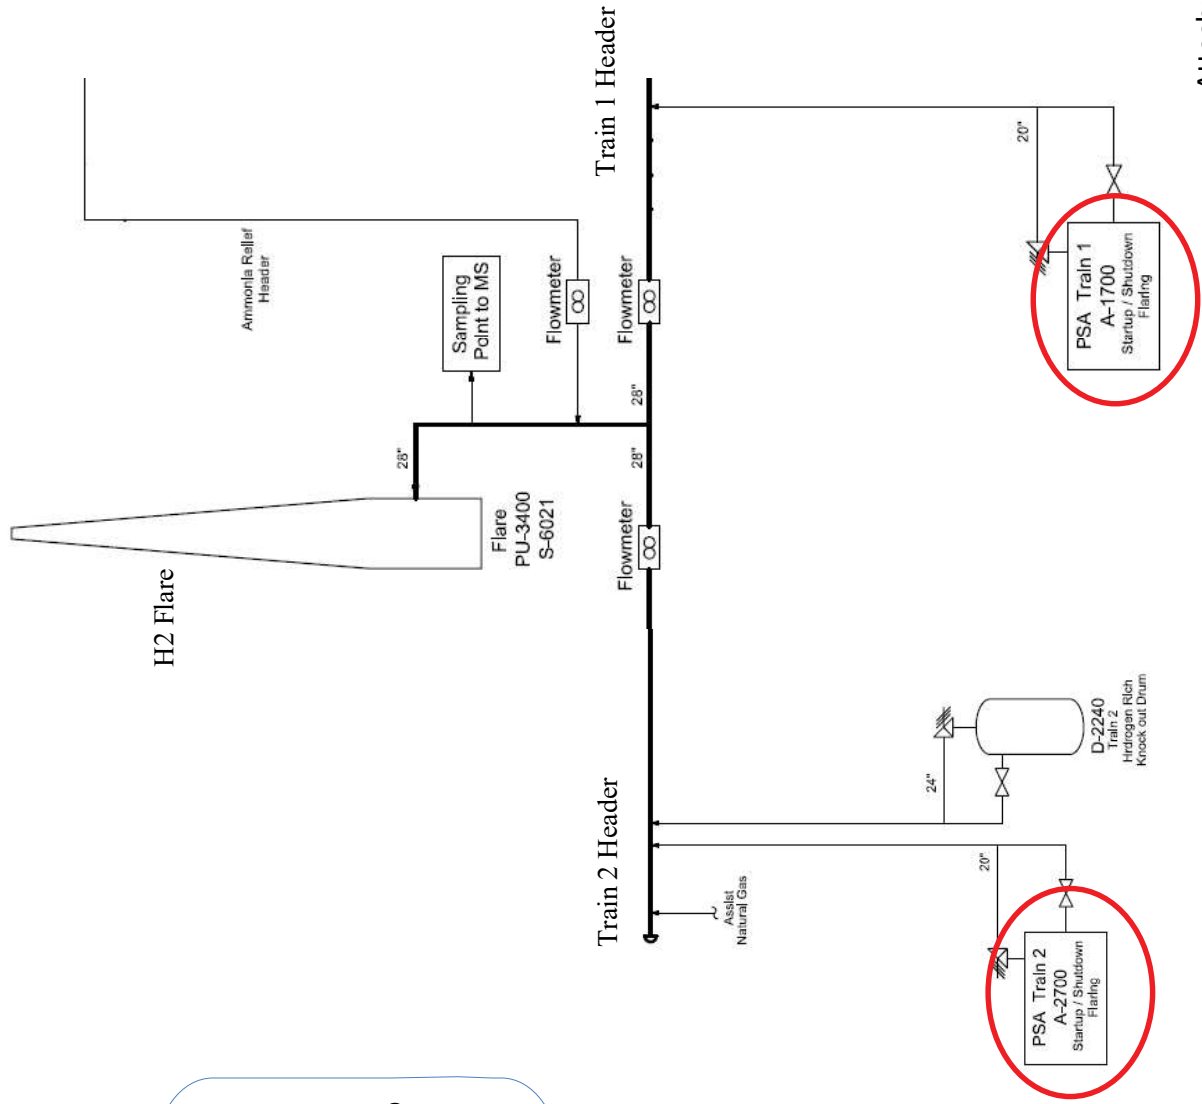 H2 Flare
Flare
PU-3400
S-6021
28"
Ammonia Relief
Header
Sampling
Point to MS
Flowmeter
Train 1 Header
Flowmeter
28"
28"
Flowmeter
20"
PSA Train 1
A-1700
Startup / Shutdown
Flaring
Train 2 Header
Assist
Natural Gas
24"
D-2240
Train 2
Hrdrogen Rich
Knock out Drum
20"
PSA Train 2
A-2700
Startup / Shutdown
Flaring